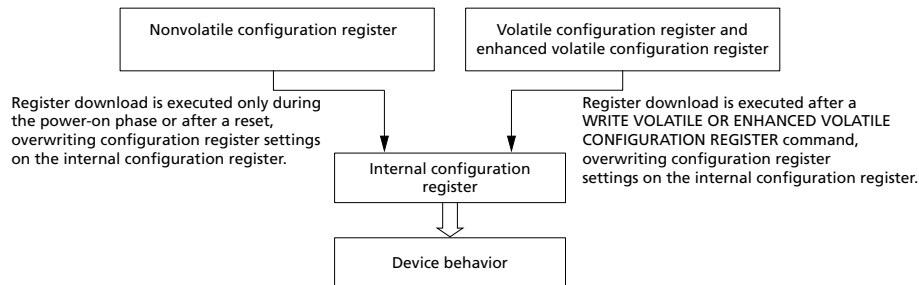 Nonvolatile configuration register
Volatile configuration register and
enhanced volatile configuration register
Register download is executed only during
the power-on phase or after a reset,
overwriting configuration register settings
on the internal configuration register.
Register download is executed after a
WRITE VOLATILE OR ENHANCED VOLATILE
CONFIGURATION REGISTER command,
overwriting configuration register
settings on the internal configuration register.
Internal configuration
register
Device behavior